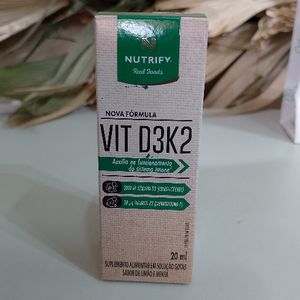 N
NUTRIFY
Real Foods
NOVA FÓRMULA
VIT D3K2
Auxilia no funcionamento
do sistema imune
20 ml
SUPLEMENTO ALIMENTAR EM SOLUÇÃO GOTAS
SABOR DE LIMÃO E MENTA